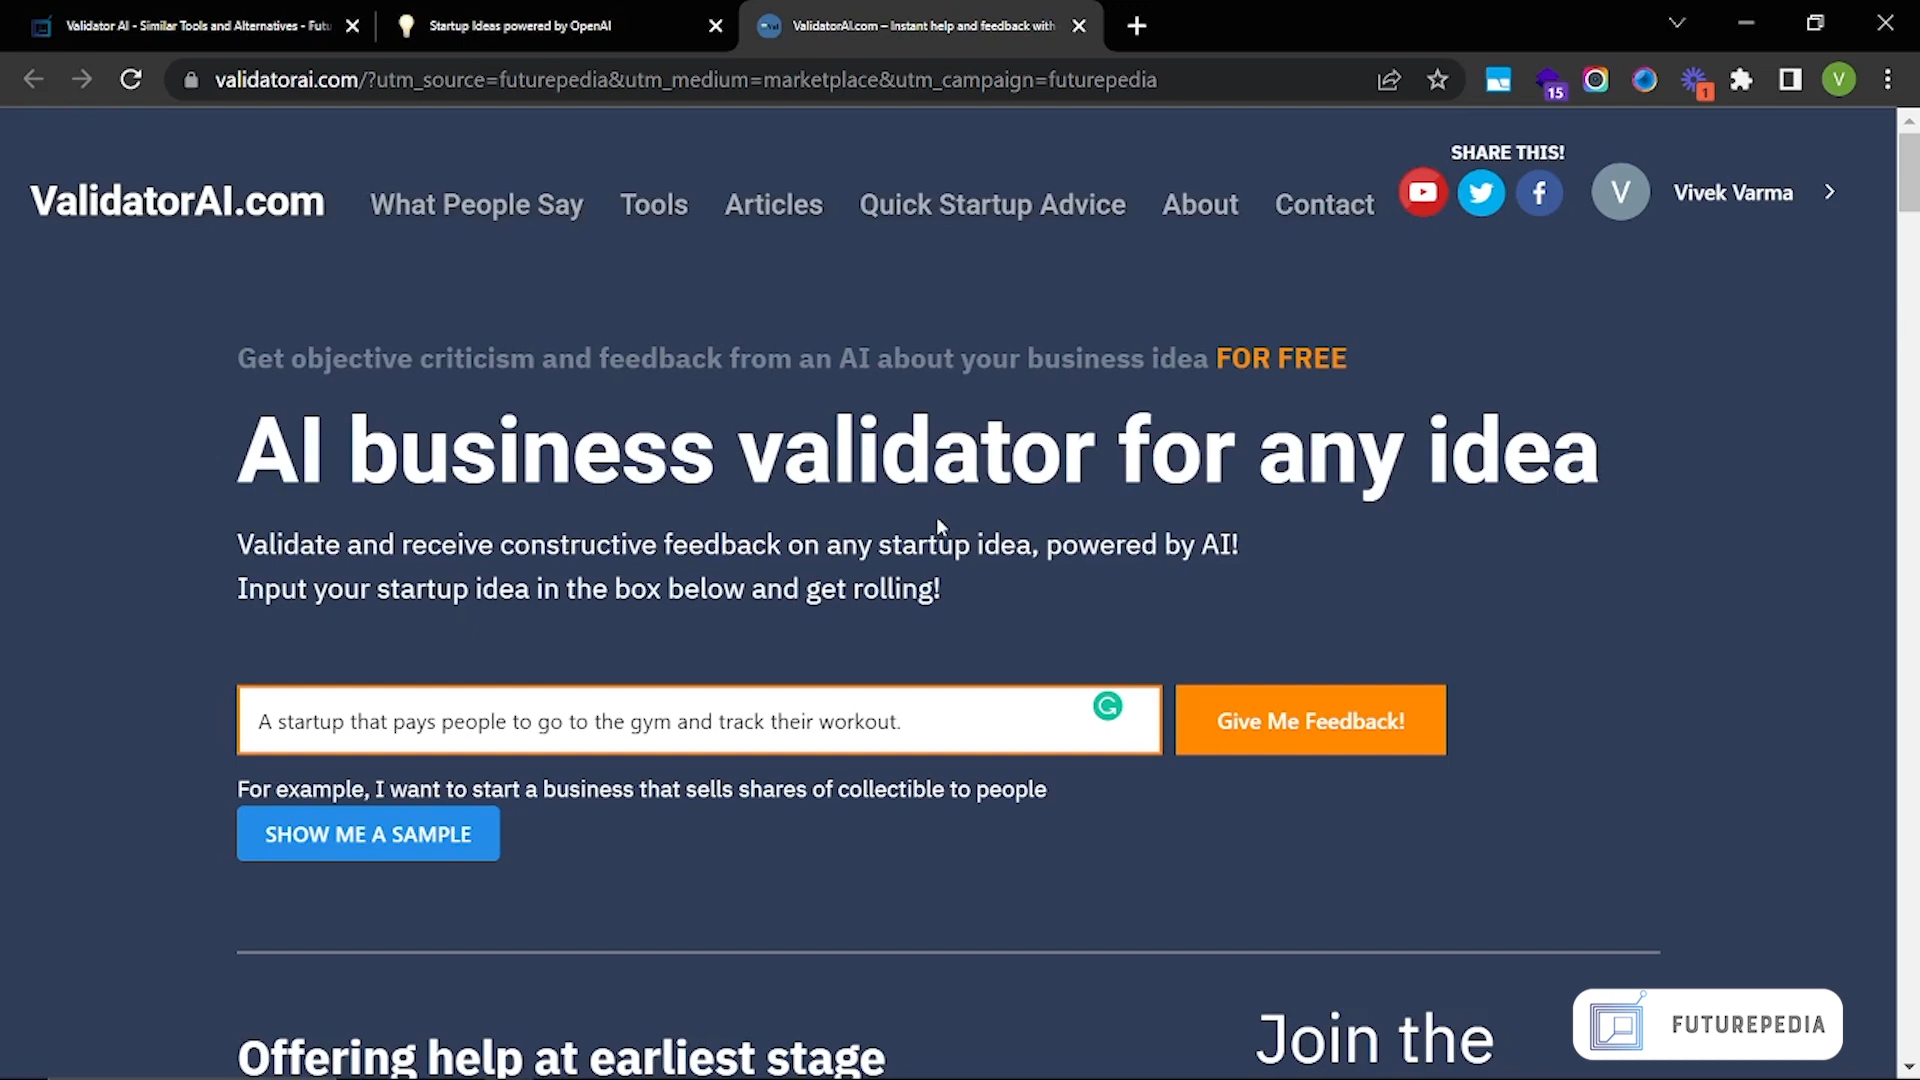 Validator AI - Similar Tools and Alternatives - Futu
Startup Ideas powered by OpenAI
ValidatorAI.com – Instant help and feedback with
validatorai.com/?utm_source=futurepedia&utm_medium=marketplace&utm_campaign=futurepedia
15
1
V
SHARE THIS!
ValidatorAI.com
What People Say
Tools
Articles
Quick Startup Advice
About
Contact
V
Vivek Varma
Get objective criticism and feedback from an AI about your business idea FOR FREE
AI business validator for any idea
Validate and receive constructive feedback on any startup idea, powered by AI!
Input your startup idea in the box below and get rolling!
A startup that pays people to go to the gym and track their workout.
Give Me Feedback!
For example, I want to start a business that sells shares of collectible to people
SHOW ME A SAMPLE
Offering help at earliest stage
Join the
FUTUREPEDIA